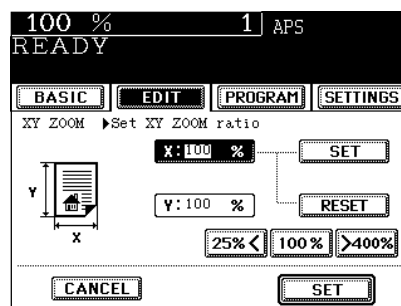 100 % 1 APS
READY
BASIC EDIT PROGRAM SETTINGS
XY ZOOM ▶Set XY ZOOM ratio
X:100 % SET
Y
Y:100 % RESET
X
25%< 100% >400%
CANCEL SET